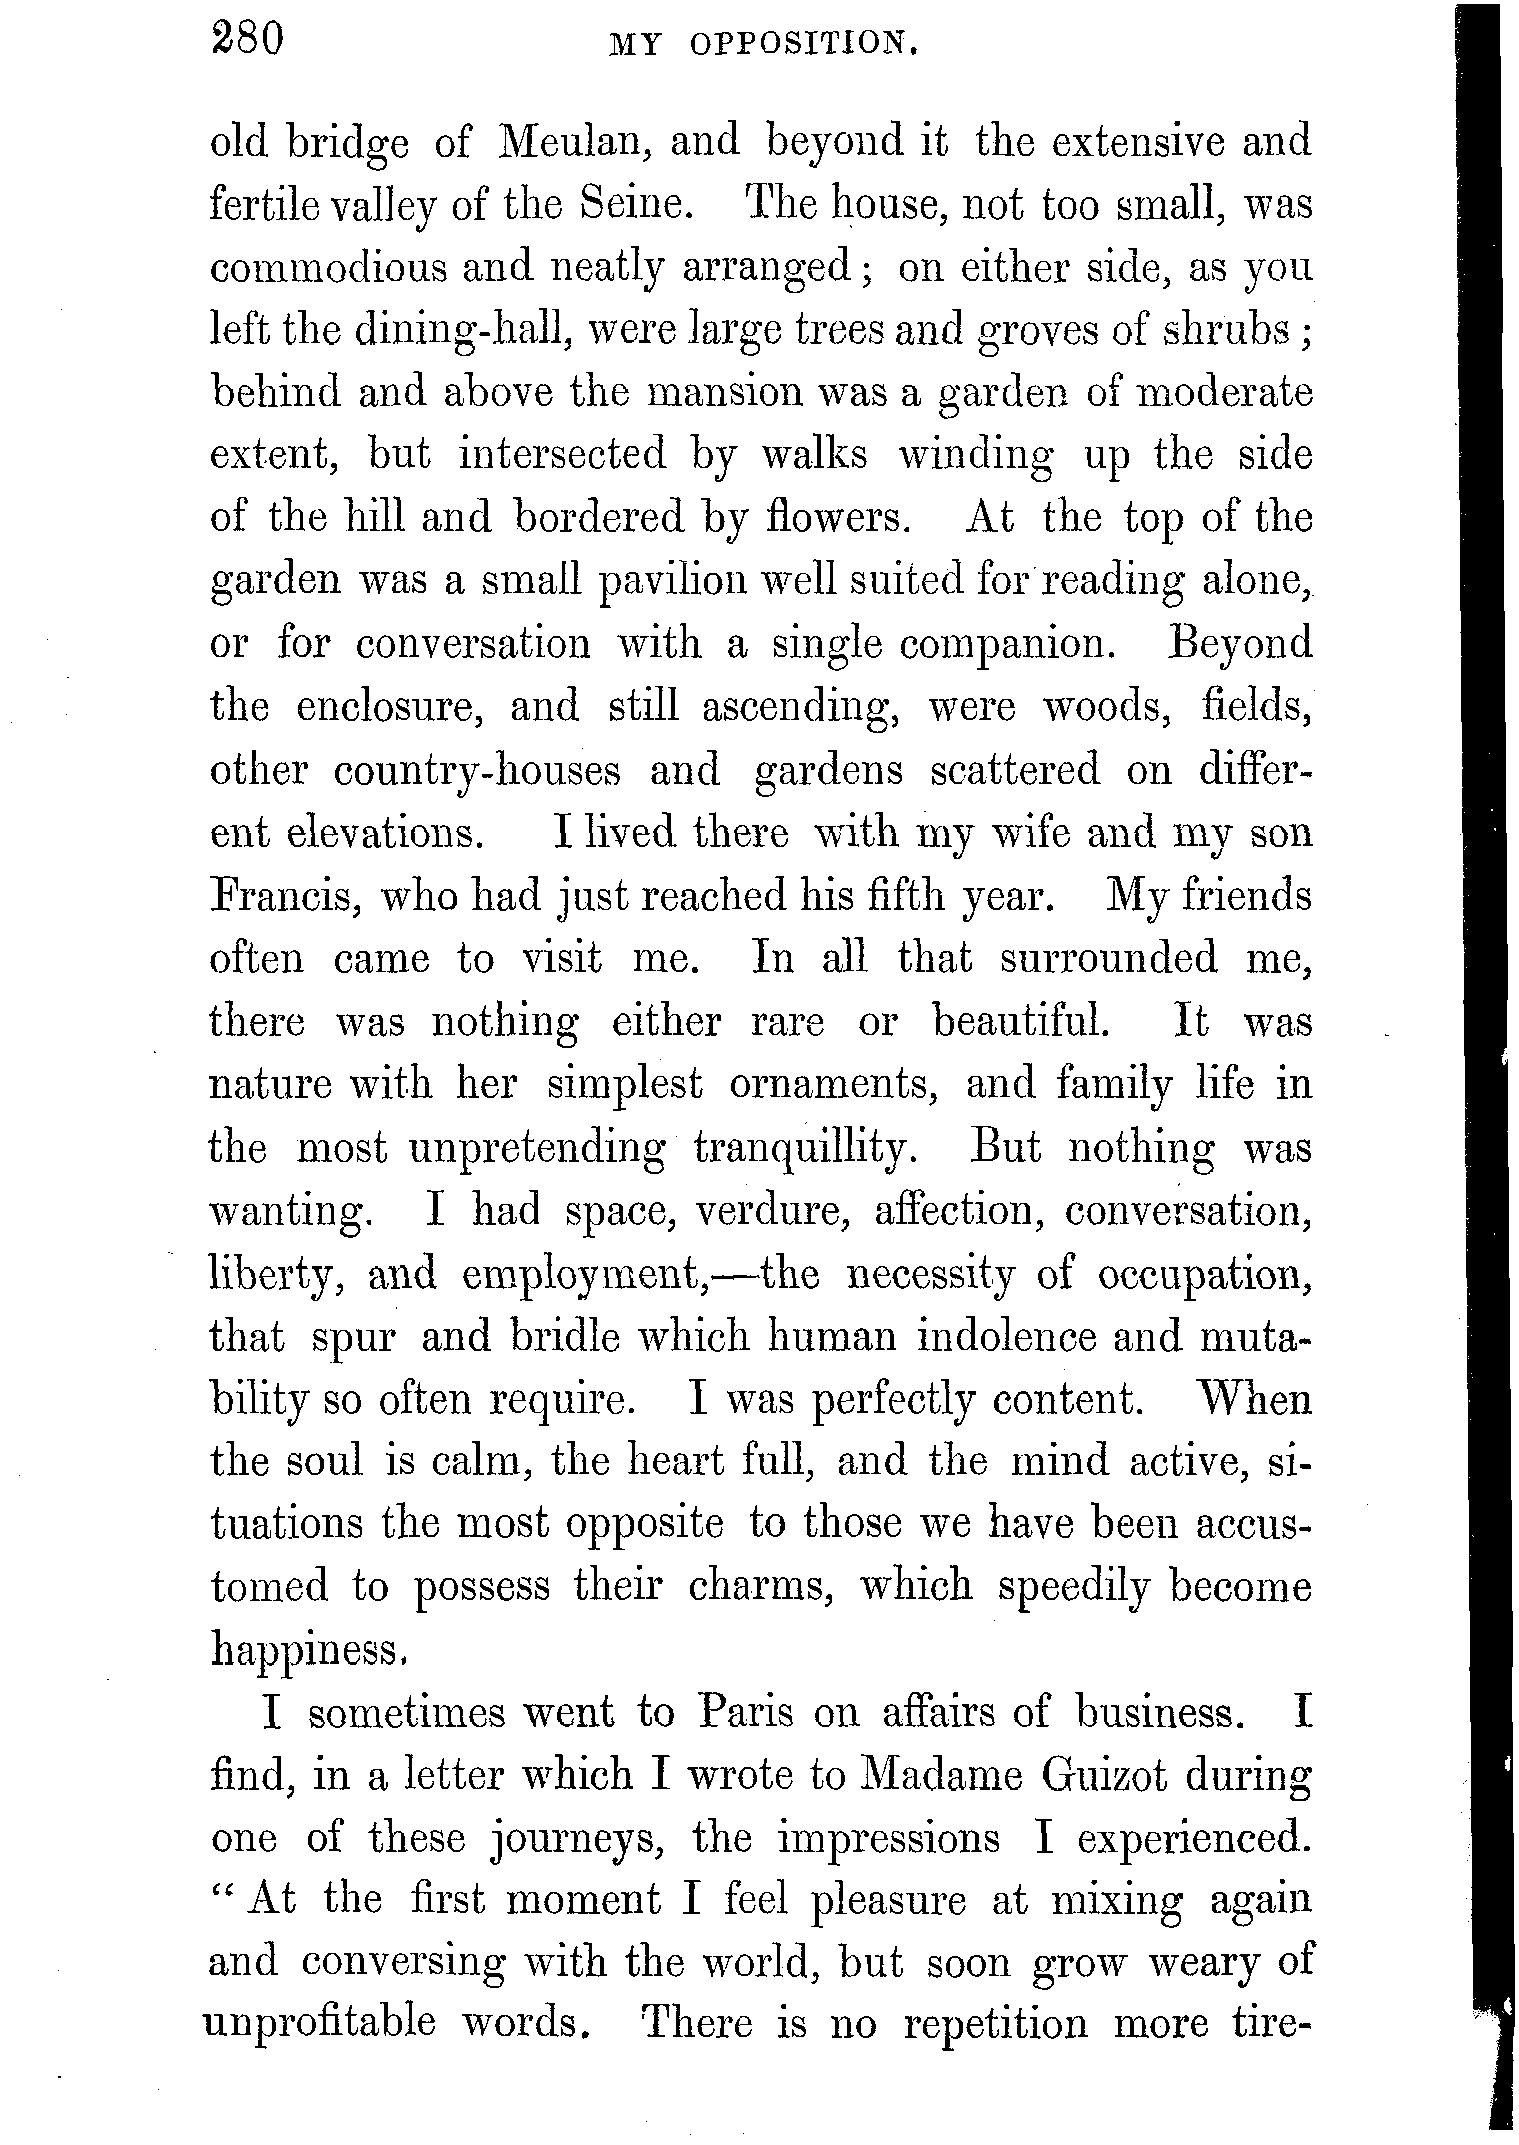 280 MY OPPOSITION.
old bridge of Meulan, and beyond it the extensive and
fertile valley of the Seine. The house, not too small, was
commodious and neatly arranged; on either side, as you
left the dining-hall, were large trees and groves of shrubs;
behind and above the mansion was a garden of moderate
extent, but intersected by walks winding up the side
of the hill and bordered by flowers. At the top of the
garden was a small pavilion well suited for reading alone,
or for conversation with a single companion. Beyond
the enclosure, and still ascending, were woods, fields,
other country-houses and gardens scattered on differ-
ent elevations. I lived there with my wife and my son
Francis, who had just reached his fifth year. My friends
often came to visit me. In all that surrounded me,
there was nothing either rare or beautiful. It was
nature with her simplest ornaments, and family life in
the most unpretending tranquillity. But nothing was
wanting. I had space, verdure, affection, conversation,
liberty, and employment,—the necessity of occupation,
that spur and bridle which human indolence and muta-
bility so often require. I was perfectly content. When
the soul is calm, the heart full, and the mind active, si-
tuations the most opposite to those we have been accus-
tomed to possess their charms, which speedily become
happiness.
I sometimes went to Paris on affairs of business. I
find, in a letter which I wrote to Madame Guizot during
one of these journeys, the impressions I experienced.
“At the first moment I feel pleasure at mixing again
and conversing with the world, but soon grow weary of
unprofitable words. There is no repetition more tire-